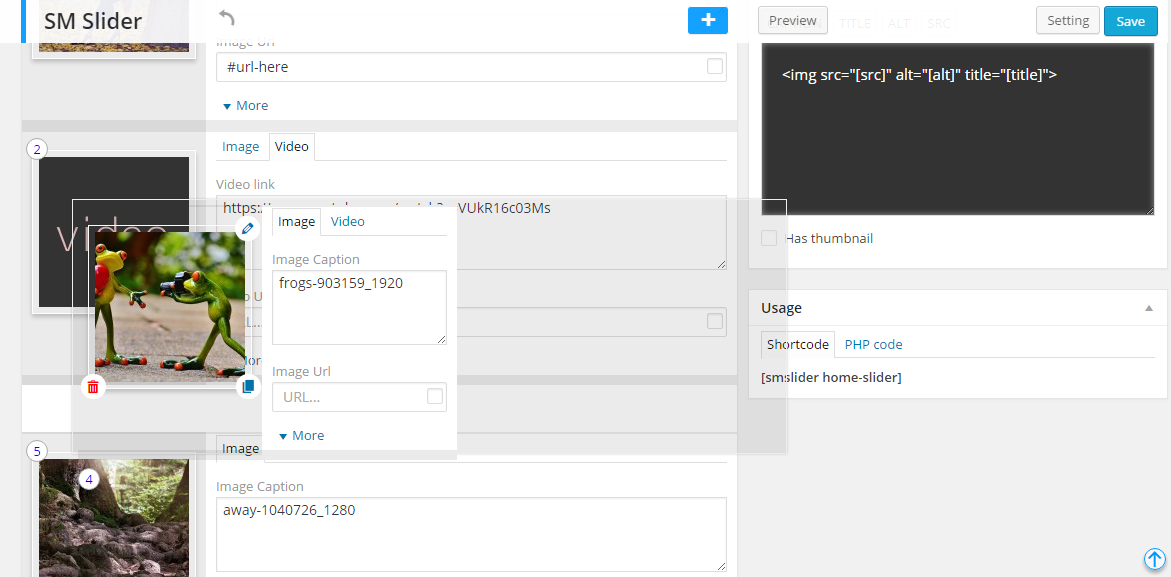 SM Slider
Preview
TITLE
ALT
SRC
Setting
Save
Image Url
#url-here
More
<img src="[src]" alt="[alt]" title="[title]">
2
Image
Video
Video link
VUkR16c03Ms
video
Image
Video
Has thumbnail
Image Caption
frogs-903159_1920
Usage
Shortcode
PHP code
Image Url
[smslider home-slider]
URL...
More
5
Image
4
Image Caption
away-1040726_1280